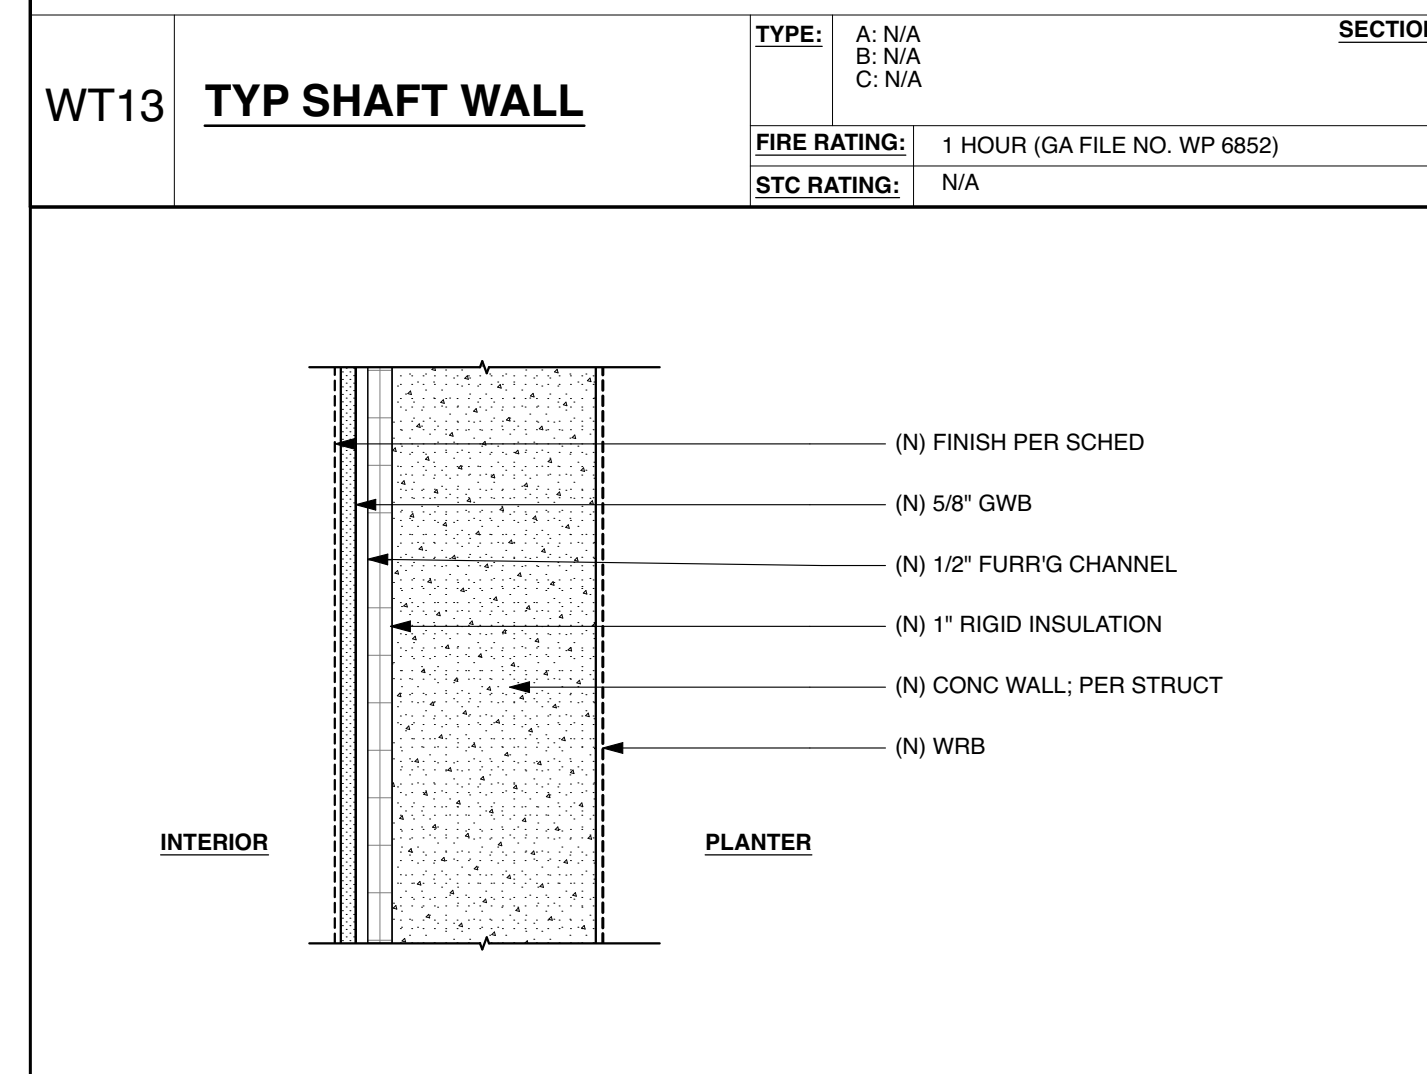 WT13
TYP SHAFT WALL
TYPE:
A: N/A
B: N/A
C: N/A
FIRE RATING:
1 HOUR (GA FILE NO. WP 6852)
STC RATING:
N/A
(N) FINISH PER SCHED
(N) 5/8" GWB
(N) 1/2" FURR'G CHANNEL
(N) 1" RIGID INSULATION
(N) CONC WALL; PER STRUCT
(N) WRB
INTERIOR
PLANTER